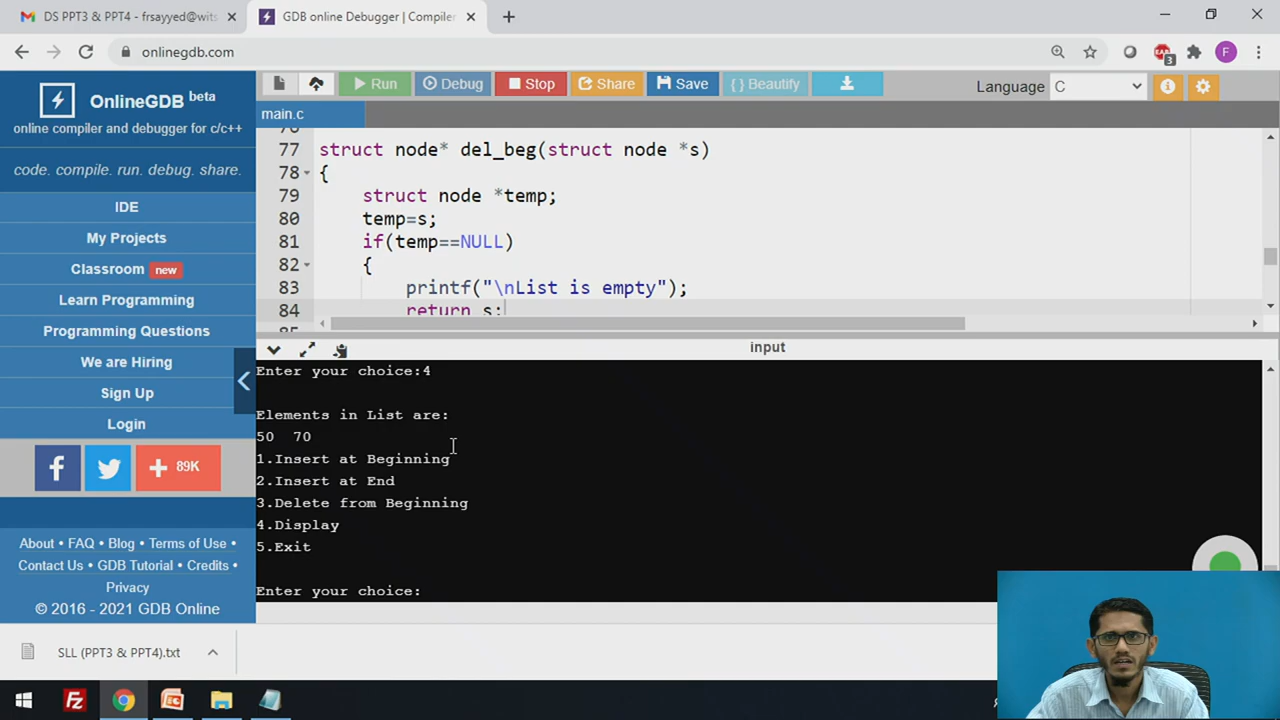 DS PPT3 & PPT4 - frsayyed@wits
GDB online Debugger | Compiler
onlinegdb.com
3
F
OnlineGDB beta
online compiler and debugger for c/c++
code. compile. run. debug. share.
IDE
My Projects
Classroom new
Learn Programming
Programming Questions
We are Hiring
Sign Up
Login
89K
About • FAQ • Blog • Terms of Use •
Contact Us • GDB Tutorial • Credits •
Privacy
© 2016 - 2021 GDB Online
Run
Debug
Stop
Share
Save
{ } Beautify
Language C
main.c
76
77 struct node* del_beg(struct node *s)
78 {
79 struct node *temp;
80 temp=s;
81 if(temp==NULL)
82 {
83 printf("\nList is empty");
84 return s;
85
input
Enter your choice:4
Elements in List are:
50 70
1.Insert at Beginning
2.Insert at End
3.Delete from Beginning
4.Display
5.Exit
Enter your choice:
SLL (PPT3 & PPT4).txt